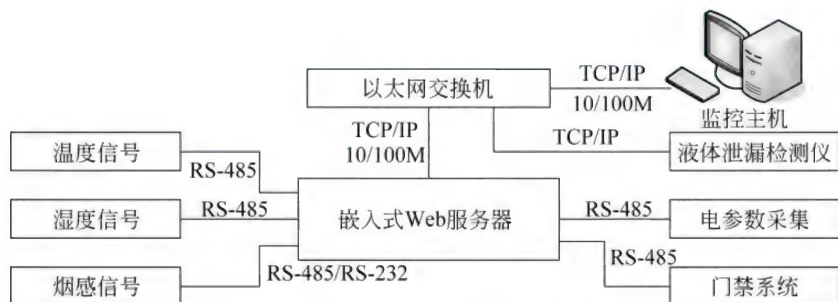 TCP/IP
以太网交换机
10/100M
监控主机
TCP/IP
10/100M
TCP/IP
温度信号
液体泄漏检测仪
RS-485
湿度信号
RS-485
嵌入式Web服务器
RS-485
电参数采集
RS-485
烟感信号
RS-485/RS-232
门禁系统